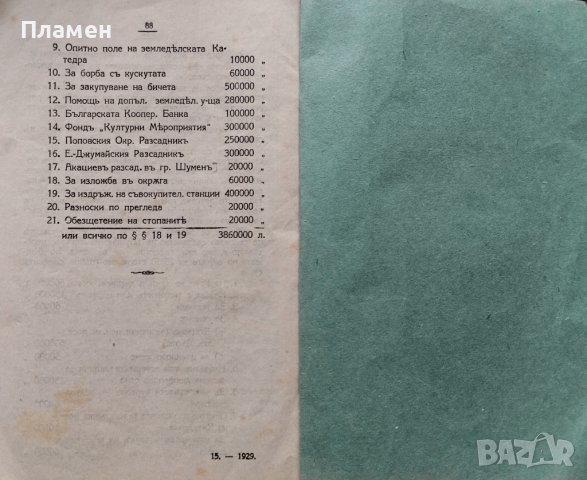 Пламен
88
9. Опитно поле на земледѣлската Ка-
тедра 10000 „
10. За борба съ кускутата 60000 „
11. За закупуване на бичета 500000 „
12. Помощь на допъл. земледѣл. у-ща 280000 „
13. Българската Коопер. Банка 100000 „
14. Фондъ „Културни Мѣроприятия“ 300000 „
15. Поповския Окр. Разсадникъ 250000 „
16. Е.-Джумайския Разсадникъ 300000 „
17. Акациевъ разсад. въ гр. Шуменъ 20000 „
18. За изложба въ окрѫга 60000 „
19. За издръж. на съвокупител. станции 400000 „
20. Разноски по прегледа 20000 „
21. Обезщетение на стопанитѣ 20000 „
или всичко по § § 18 и 19 3860000 л.
15. — 1929.
BAZAR